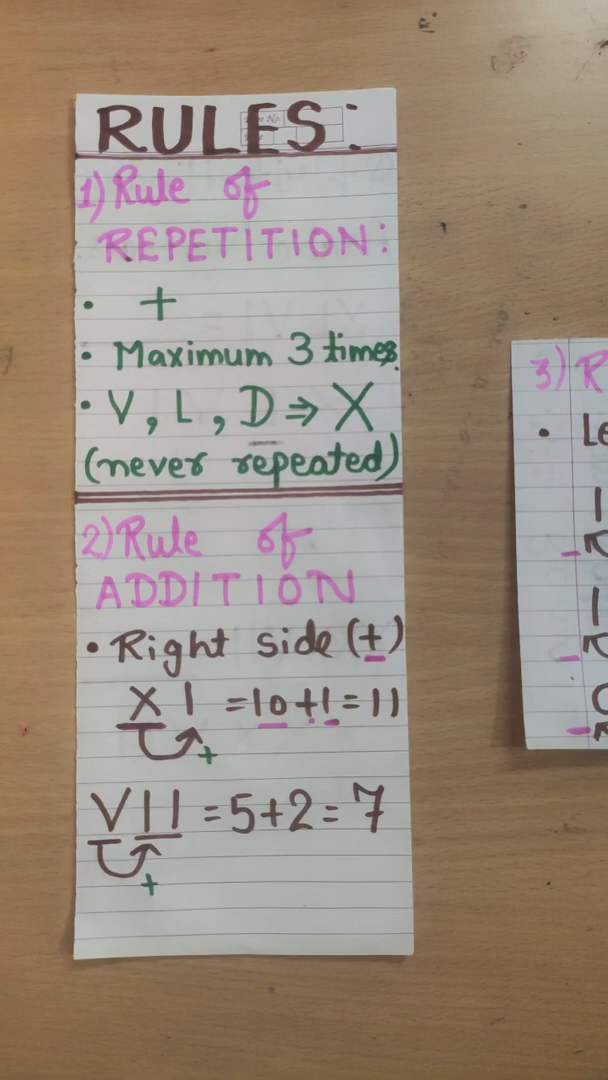 RULES:
1) Rule of
REPETITION:
• +
• Maximum 3 times.
• V, L, D ⇒ X
(never repeated)
2) Rule of
ADDITION
• Right side (+)
X I = 10+1 = 11
+
VII = 5+2 = 7
+
3) R
• Le